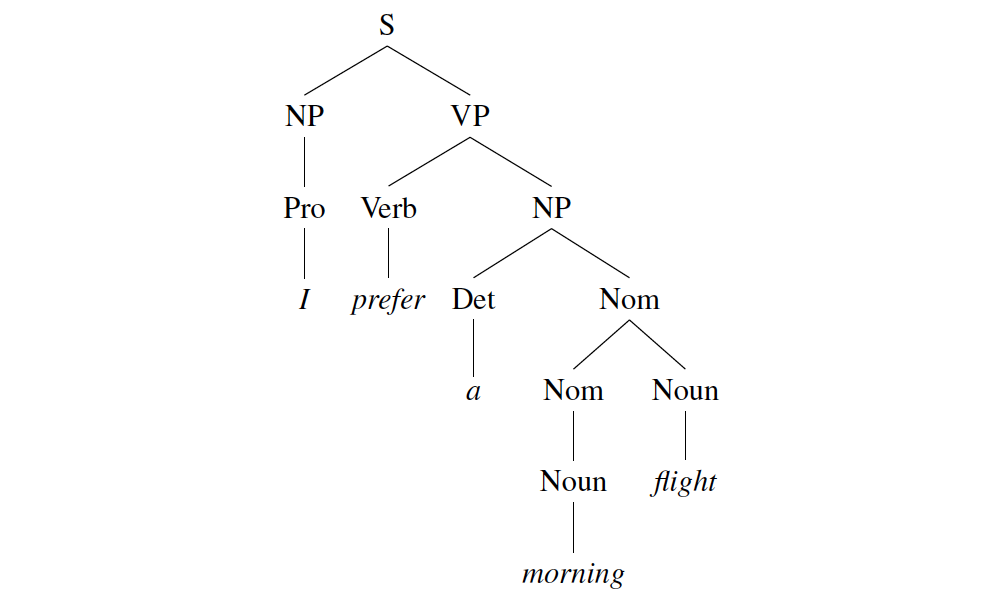 S
NP VP
Pro Verb NP
I prefer Det Nom
a Nom Noun
Noun flight
morning